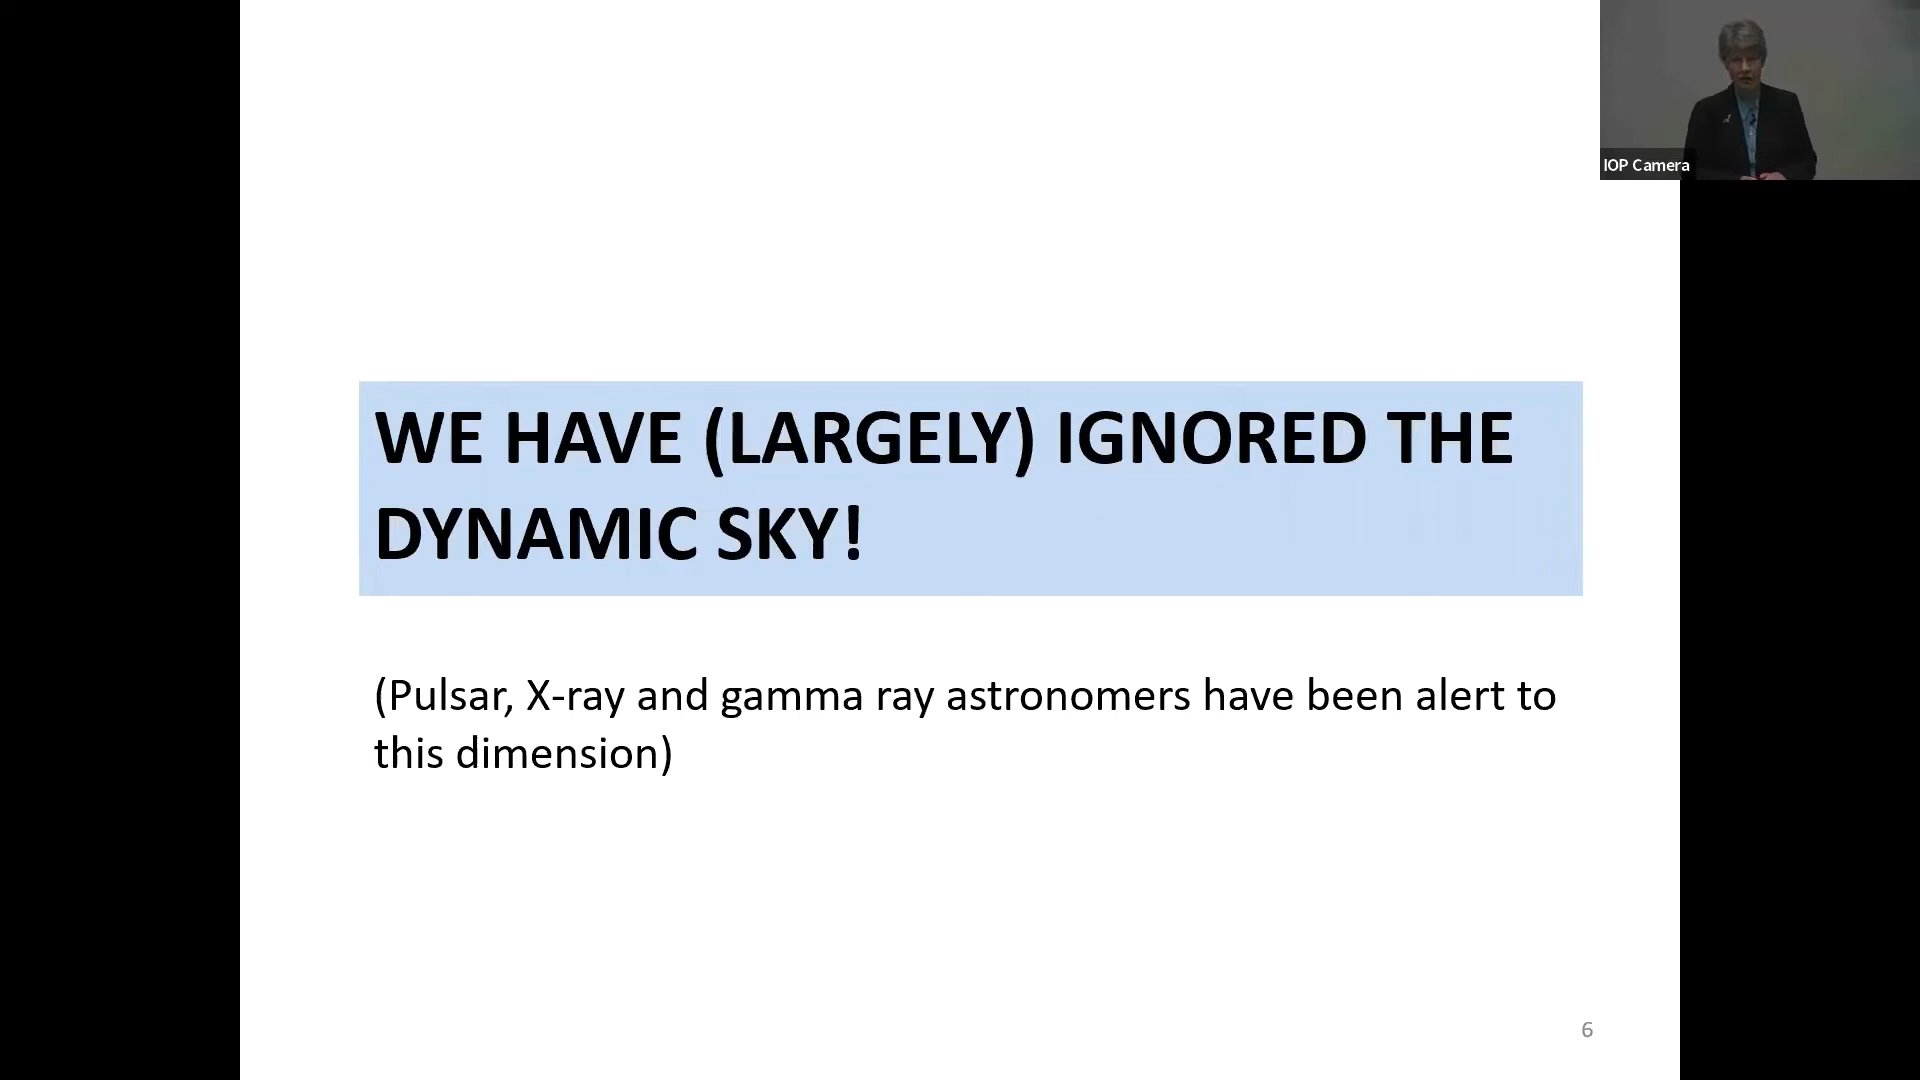 IOP Camera
WE HAVE (LARGELY) IGNORED THE
DYNAMIC SKY!
(Pulsar, X-ray and gamma ray astronomers have been alert to
this dimension)
6